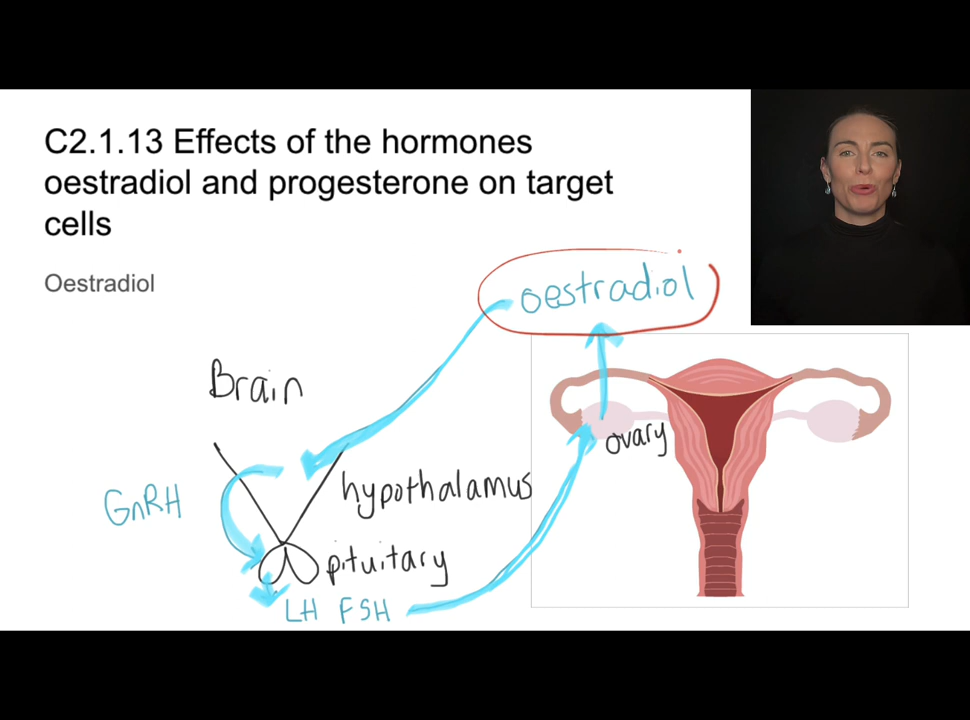 C2.1.13 Effects of the hormones
oestradiol and progesterone on target
cells
Oestradiol
oestradiol
Brain
ovary
GnRH
hypothalamus
pituitary
LH FSH